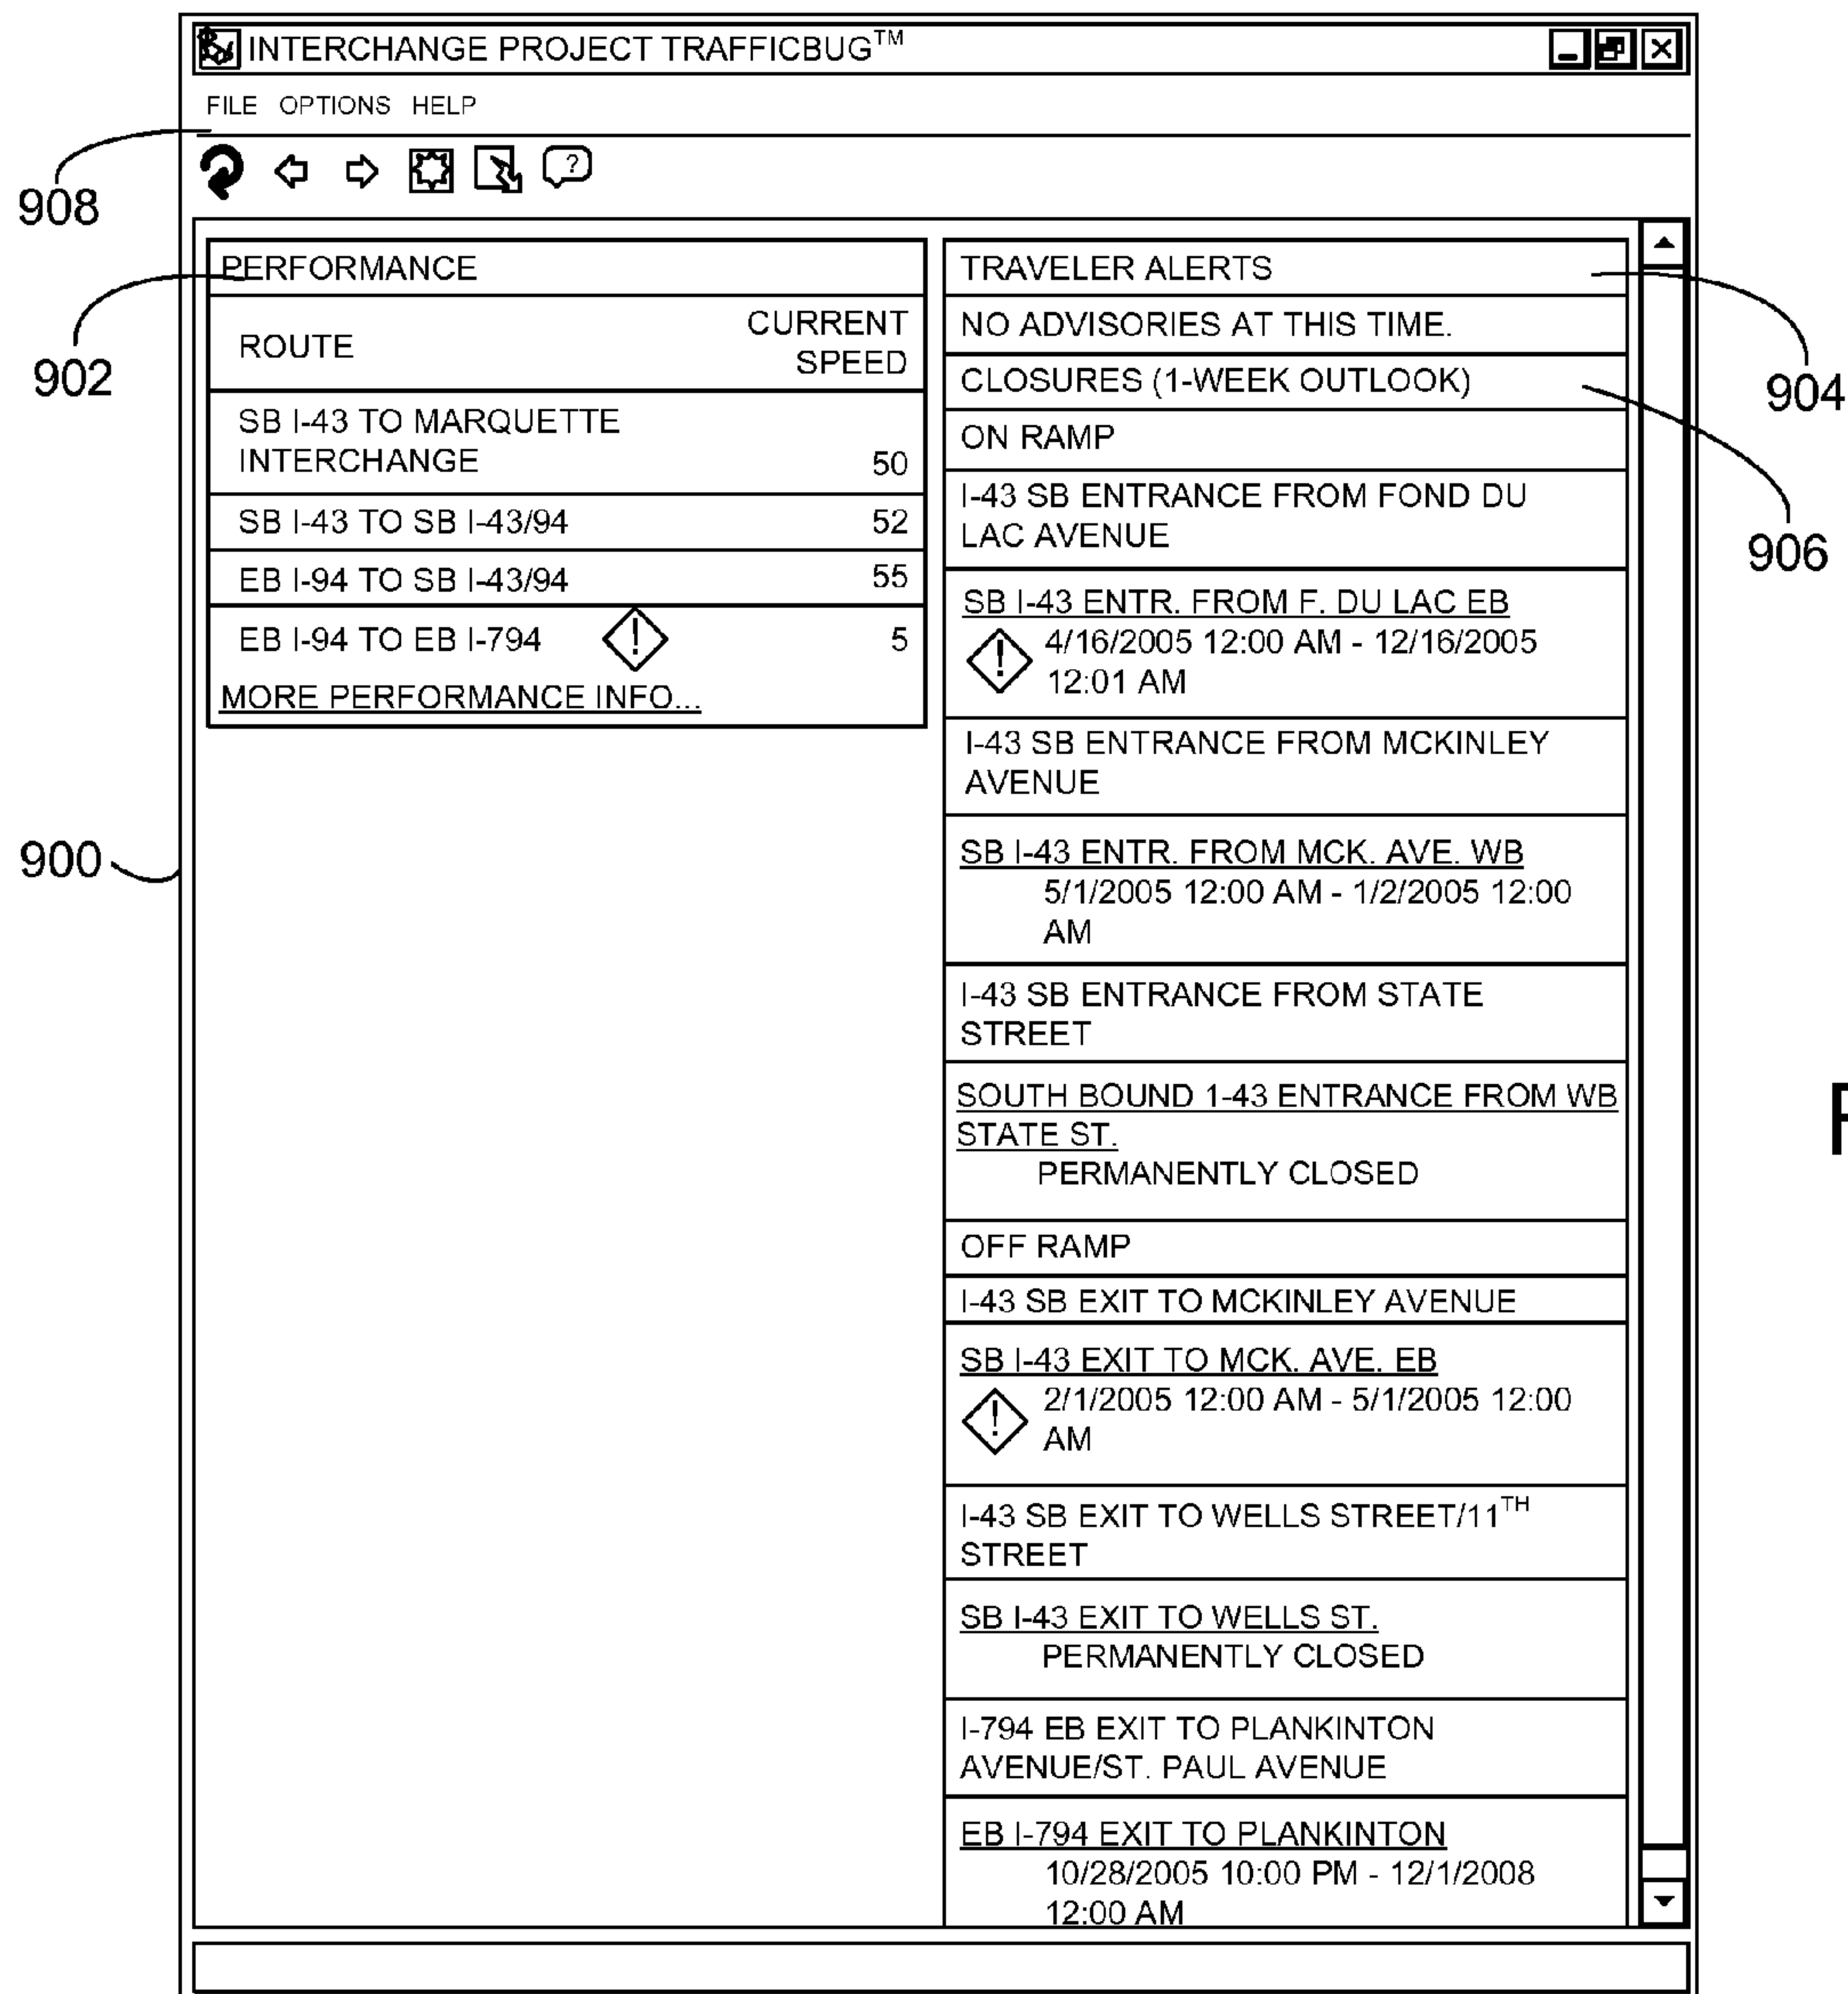 INTERCHANGE PROJECT TRAFFICBUG™
FILE OPTIONS HELP
?
908
PERFORMANCE
ROUTE
CURRENT
SPEED
SB I-43 TO MARQUETTE
INTERCHANGE 50
SB I-43 TO SB I-43/94 52
EB I-94 TO SB I-43/94 55
EB I-94 TO EB I-794 ! 5
MORE PERFORMANCE INFO...
902
900
TRAVELER ALERTS
NO ADVISORIES AT THIS TIME.
CLOSURES (1-WEEK OUTLOOK)
ON RAMP
I-43 SB ENTRANCE FROM FOND DU
LAC AVENUE
SB I-43 ENTR. FROM F. DU LAC EB
! 4/16/2005 12:00 AM - 12/16/2005
12:01 AM
I-43 SB ENTRANCE FROM MCKINLEY
AVENUE
SB I-43 ENTR. FROM MCK. AVE. WB
5/1/2005 12:00 AM - 1/2/2005 12:00
AM
I-43 SB ENTRANCE FROM STATE
STREET
SOUTH BOUND 1-43 ENTRANCE FROM WB
STATE ST.
PERMANENTLY CLOSED
OFF RAMP
I-43 SB EXIT TO MCKINLEY AVENUE
SB I-43 EXIT TO MCK. AVE. EB
! 2/1/2005 12:00 AM - 5/1/2005 12:00
AM
I-43 SB EXIT TO WELLS STREET/11TH
STREET
SB I-43 EXIT TO WELLS ST.
PERMANENTLY CLOSED
I-794 EB EXIT TO PLANKINTON
AVENUE/ST. PAUL AVENUE
EB I-794 EXIT TO PLANKINTON
10/28/2005 10:00 PM - 12/1/2008
12:00 AM
904
906